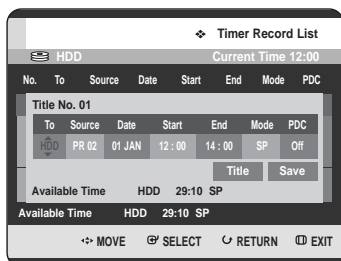 ❖ Timer Record List
HDD Current Time 12:00
No. To Source Date Start End Mode PDC
Title No. 01
To Source Date Start End Mode PDC
HDD PR 02 01 JAN 12 : 00 14 : 00 SP Off
Title Save
Available Time HDD 29:10 SP
Available Time HDD 29:10 SP
MOVE SELECT RETURN EXIT